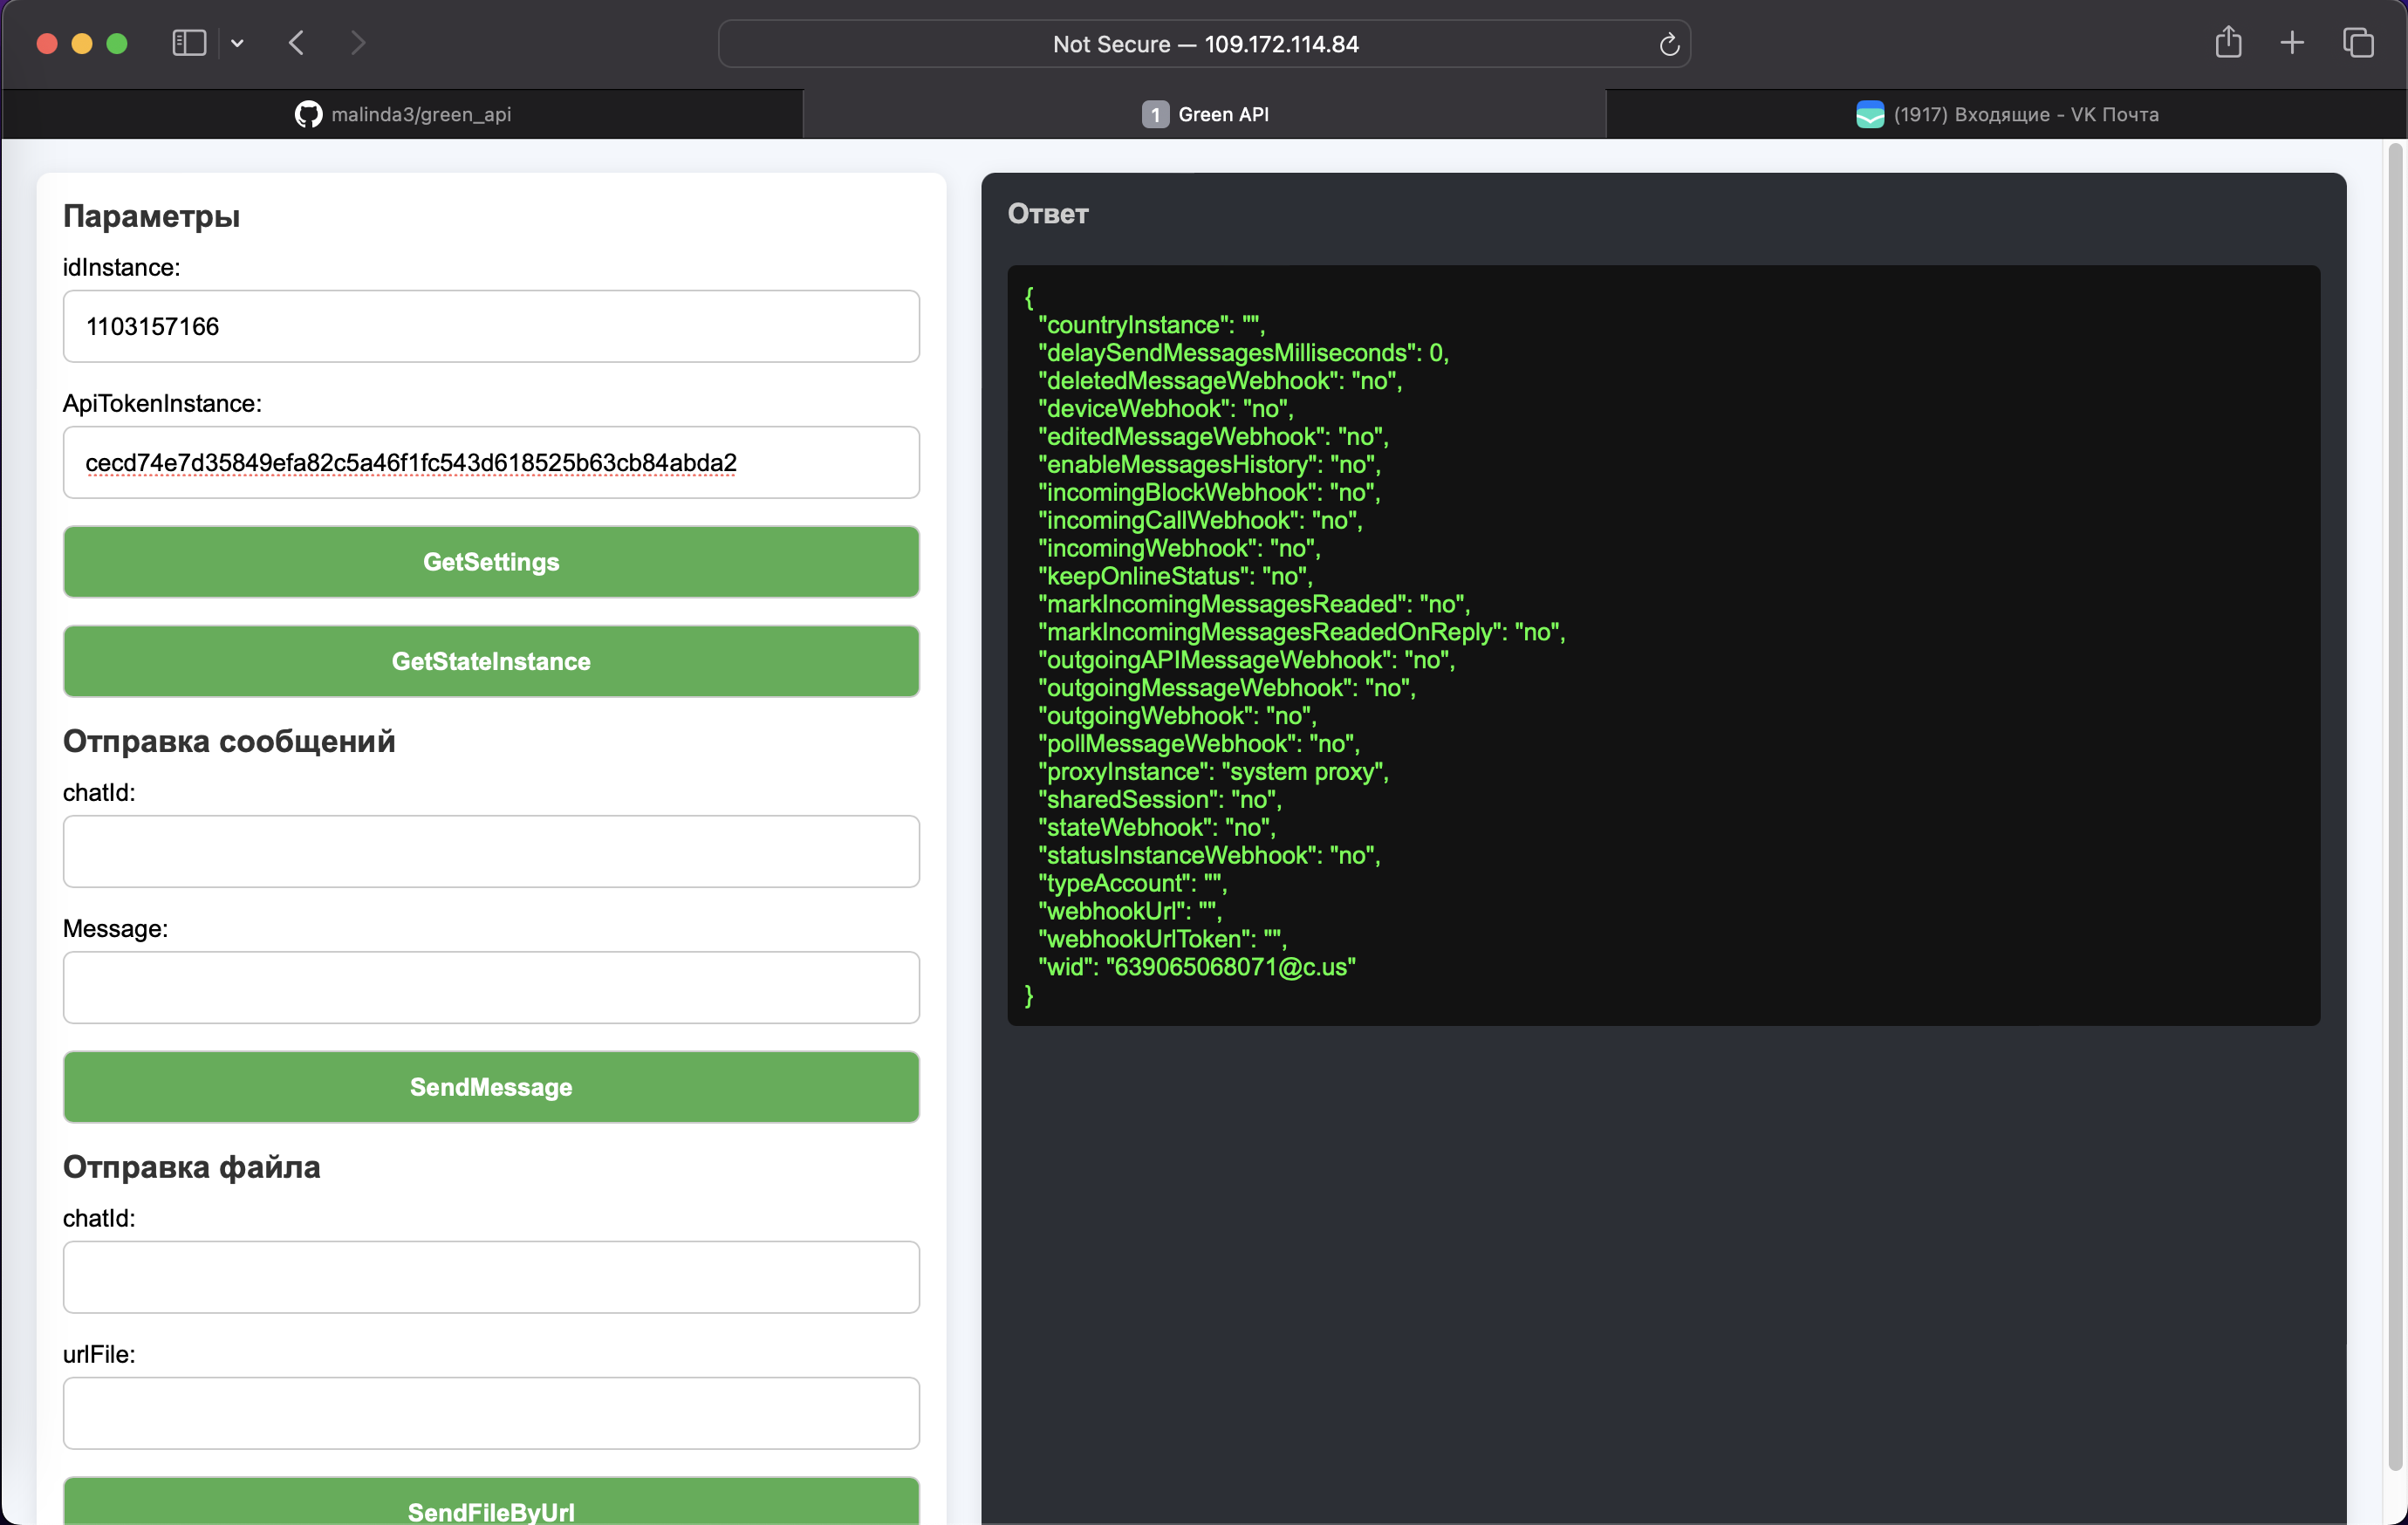 Not Secure — 109.172.114.84
malinda3/green_api
1 Green API
(1917) Входящие - VK Почта
Параметры
idInstance:
1103157166
ApiTokenInstance:
cecd74e7d35849efa82c5a46f1fc543d618525b63cb84abda2
GetSettings
GetStateInstance
Отправка сообщений
chatId:
Message:
SendMessage
Отправка файла
chatId:
urlFile:
SendFileByUrl
Ответ
{
"countryInstance": "",
"delaySendMessagesMilliseconds": 0,
"deletedMessageWebhook": "no",
"deviceWebhook": "no",
"editedMessageWebhook": "no",
"enableMessagesHistory": "no",
"incomingBlockWebhook": "no",
"incomingCallWebhook": "no",
"incomingWebhook": "no",
"keepOnlineStatus": "no",
"markIncomingMessagesReaded": "no",
"markIncomingMessagesReadedOnReply": "no",
"outgoingAPIMessageWebhook": "no",
"outgoingMessageWebhook": "no",
"outgoingWebhook": "no",
"pollMessageWebhook": "no",
"proxyInstance": "system proxy",
"sharedSession": "no",
"stateWebhook": "no",
"statusInstanceWebhook": "no",
"typeAccount": "",
"webhookUrl": "",
"webhookUrlToken": "",
"wid": "639065068071@c.us"
}